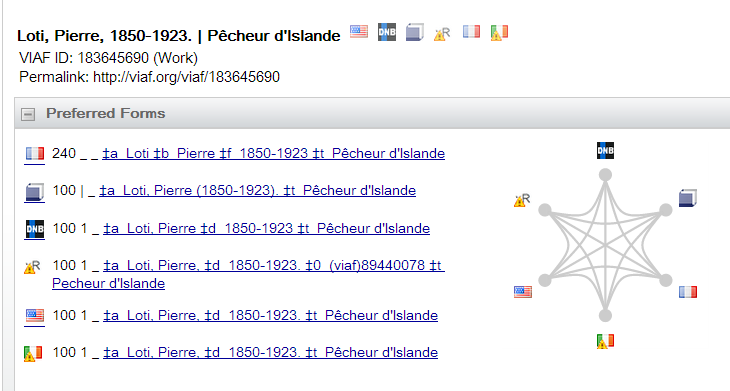 Loti, Pierre, 1850-1923. | Pêcheur d'Islande DNB R
VIAF ID: 183645690 (Work)
Permalink: http://viaf.org/viaf/183645690
Preferred Forms
240 _ _ ‡a Loti ‡b Pierre ‡f 1850-1923 ‡t Pêcheur d'Islande
100 | _ ‡a Loti, Pierre (1850-1923). ‡t Pêcheur d'Islande
DNB 100 1 _ ‡a Loti, Pierre ‡d 1850-1923 ‡t Pêcheur d'Islande
R 100 1 _ ‡a Loti, Pierre, ‡d 1850-1923. ‡0 (viaf)89440078 ‡t
Pecheur d'Islande
100 1 _ ‡a Loti, Pierre, ‡d 1850-1923. ‡t Pêcheur d'Islande
100 1 _ ‡a Loti, Pierre, ‡d 1850-1923. ‡t Pêcheur d'Islande
DNB
R